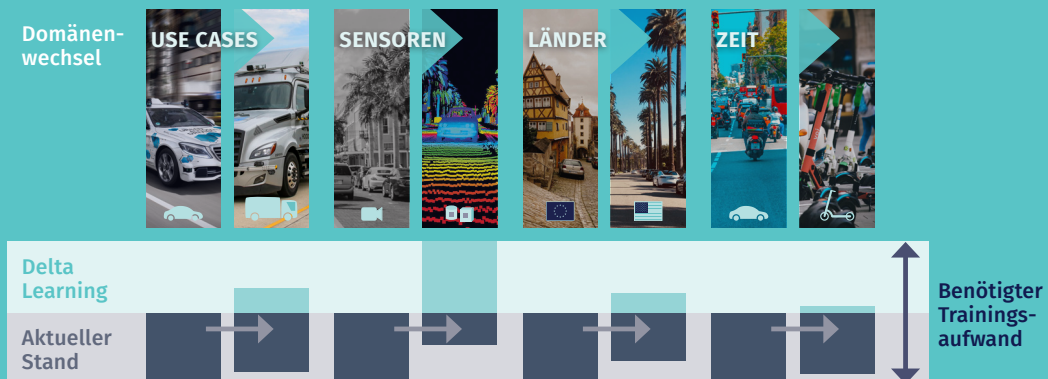 Domänen-
wechsel
USE CASES
SENSOREN
LÄNDER
ZEIT
Delta
Learning
Aktueller
Stand
Benötigter
Trainings-
aufwand